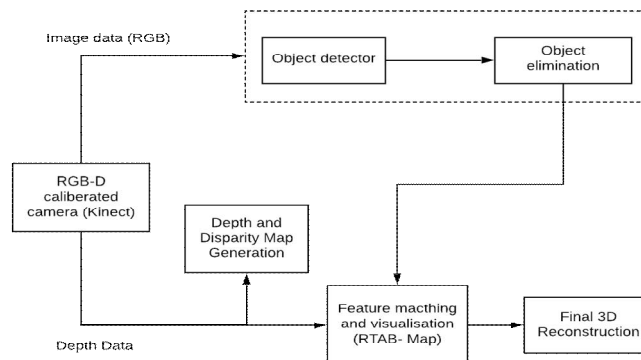 Image data (RGB)
Object detector
Object
elimination
RGB-D
caliberated
camera (Kinect)
Depth and
Disparity Map
Generation
Feature macthing
and visualisation
(RTAB- Map)
Final 3D
Reconstruction
Depth Data